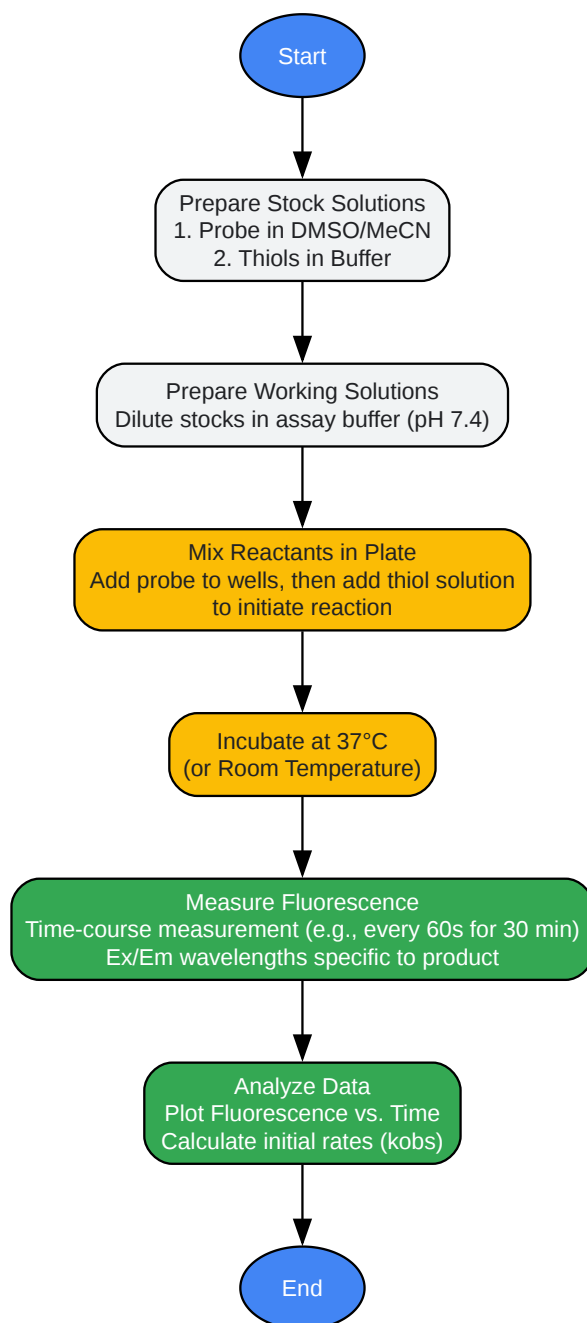 Start
Prepare Stock Solutions
1. Probe in DMSO/MeCN
2. Thiols in Buffer
Prepare Working Solutions
Dilute stocks in assay buffer (pH 7.4)
Mix Reactants in Plate
Add probe to wells, then add thiol solution
to initiate reaction
Incubate at 37°C
(or Room Temperature)
Measure Fluorescence
Time-course measurement (e.g., every 60s for 30 min)
Ex/Em wavelengths specific to product
Analyze Data
Plot Fluorescence vs. Time
Calculate initial rates (kobs)
End